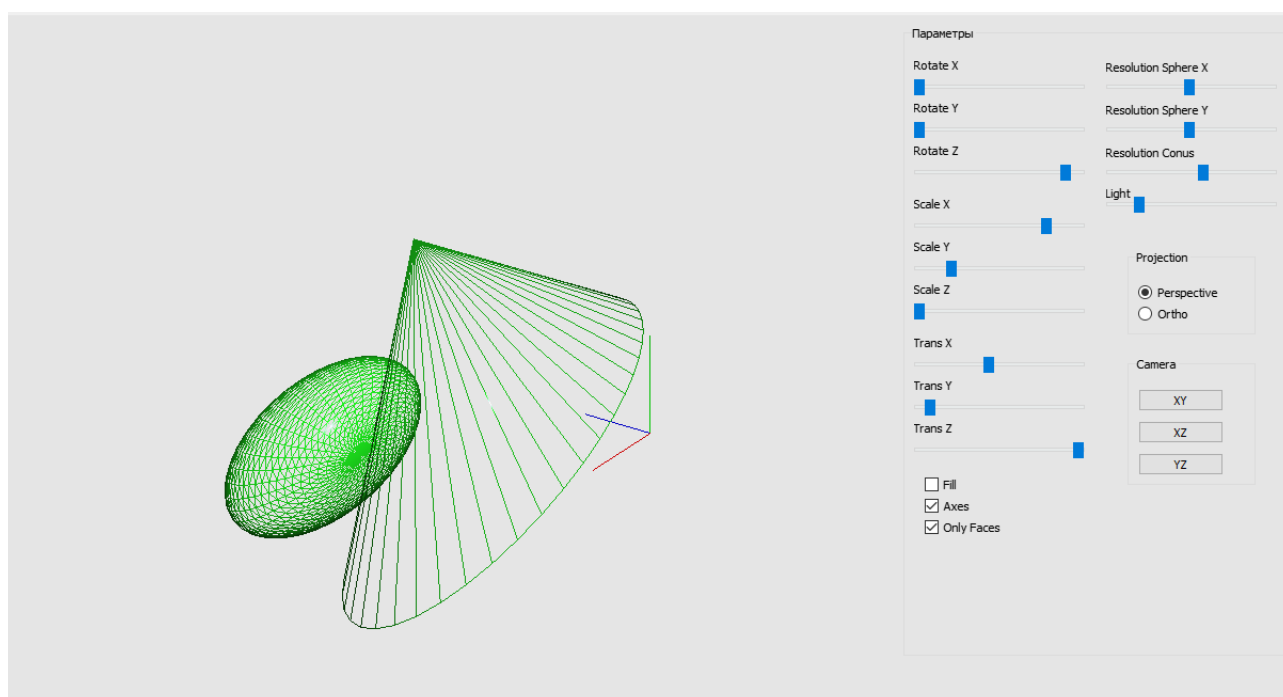 Параметры
Rotate X
Rotate Y
Rotate Z
Scale X
Scale Y
Scale Z
Trans X
Trans Y
Trans Z
Fill
Axes
Only Faces
Resolution Sphere X
Resolution Sphere Y
Resolution Conus
Light
Projection
Perspective
Ortho
Camera
XY
XZ
YZ